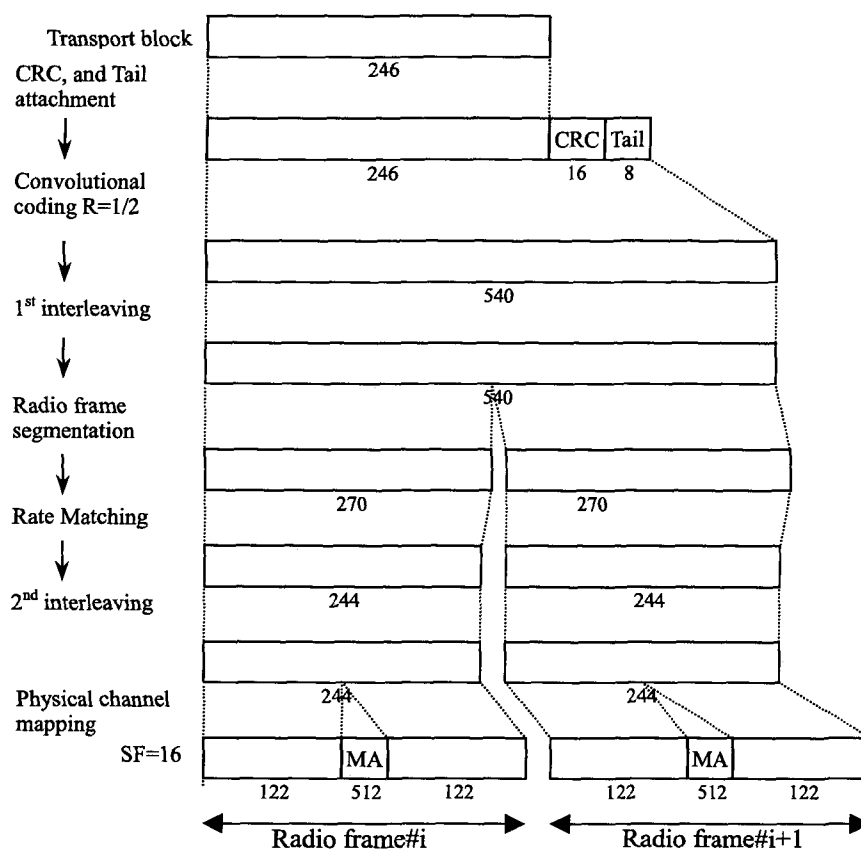 Transport block
246
CRC, and Tail
attachment
CRC Tail
246 16 8
Convolutional
coding R=1/2
540
1st interleaving
540
Radio frame
segmentation
270 270
Rate Matching
244 244
2nd interleaving
244 244
Physical channel
mapping
SF=16 MA MA
122 512 122 122 512 122
Radio frame#i Radio frame#i+1